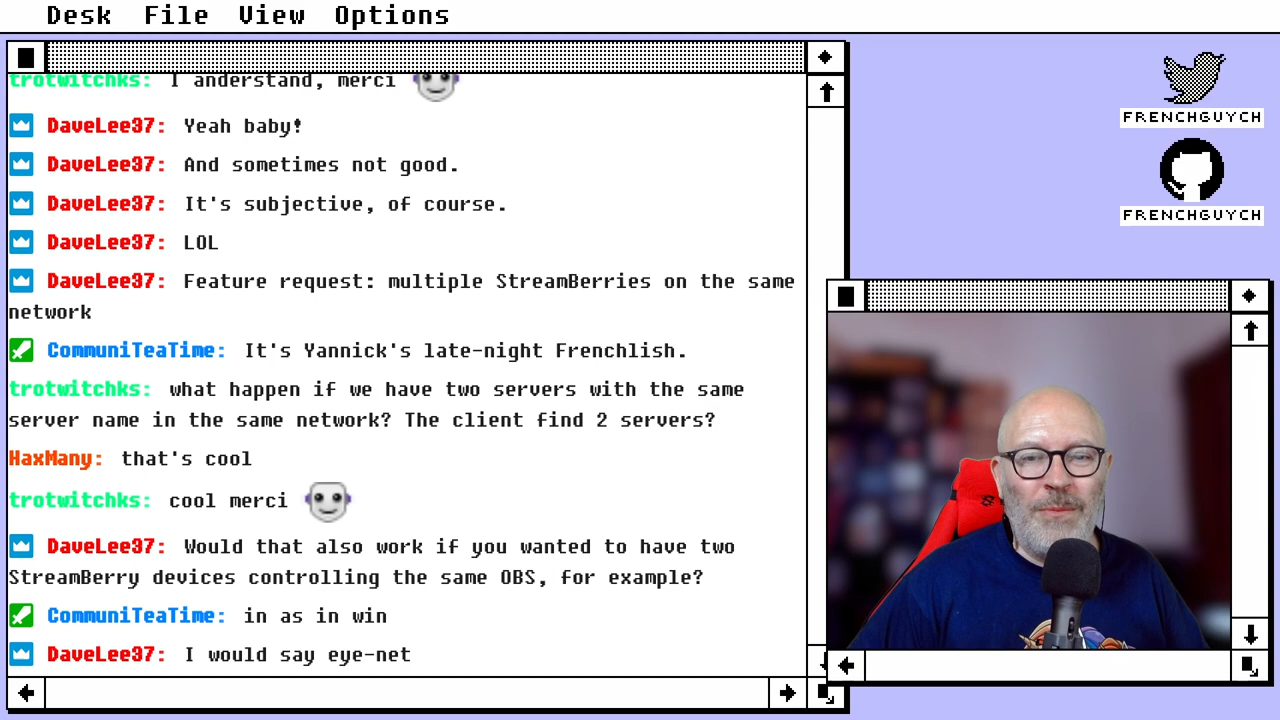 Desk File View Options
trotwitchks: I anderstand, merci
DaveLee37: Yeah baby!
DaveLee37: And sometimes not good.
DaveLee37: It's subjective, of course.
DaveLee37: LOL
DaveLee37: Feature request: multiple StreamBerries on the same
network
CommuniTeaTime: It's Yannick's late-night Frenchlish.
trotwitchks: what happen if we have two servers with the same
server name in the same network? The client find 2 servers?
HaxMany: that's cool
trotwitchks: cool merci
DaveLee37: Would that also work if you wanted to have two
StreamBerry devices controlling the same OBS, for example?
CommuniTeaTime: in as in win
DaveLee37: I would say eye-net
FRENCHGUYCH
FRENCHGUYCH